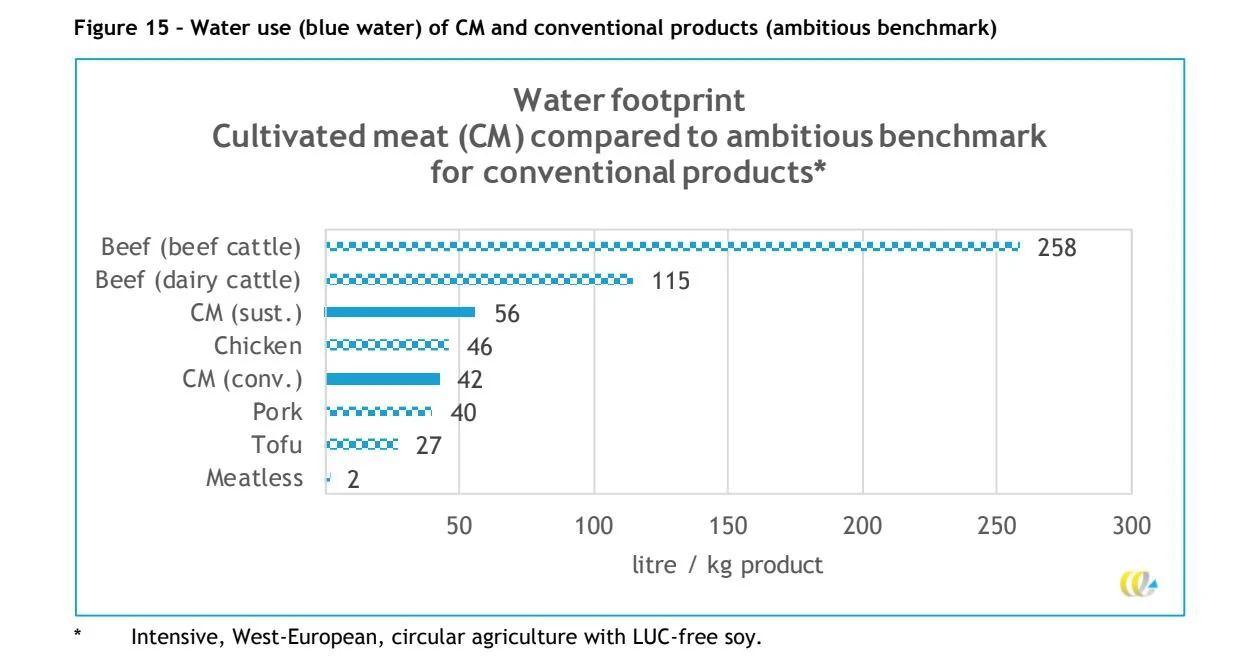 Figure 15 - Water use (blue water) of CM and conventional products (ambitious benchmark)
Water footprint
Cultivated meat (CM) compared to ambitious benchmark
for conventional products*
Beef (beef cattle) 258
Beef (dairy cattle) 115
CM (sust.) 56
Chicken 46
CM (conv.) 42
Pork 40
Tofu 27
Meatless 2
50 100 150 200 250 300
litre / kg product
* Intensive, West-European, circular agriculture with LUC-free soy.